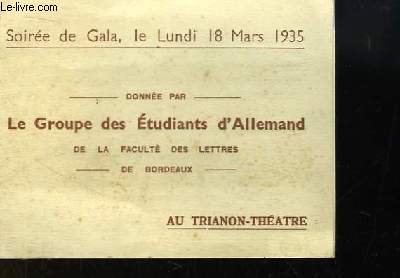 Soirée de Gala, le Lundi 18 Mars 1935
DONNÉE PAR
Le Groupe des Étudiants d'Allemand
DE LA FACULTÉ DES LETTRES
DE BORDEAUX
AU TRIANON-THÉATRE